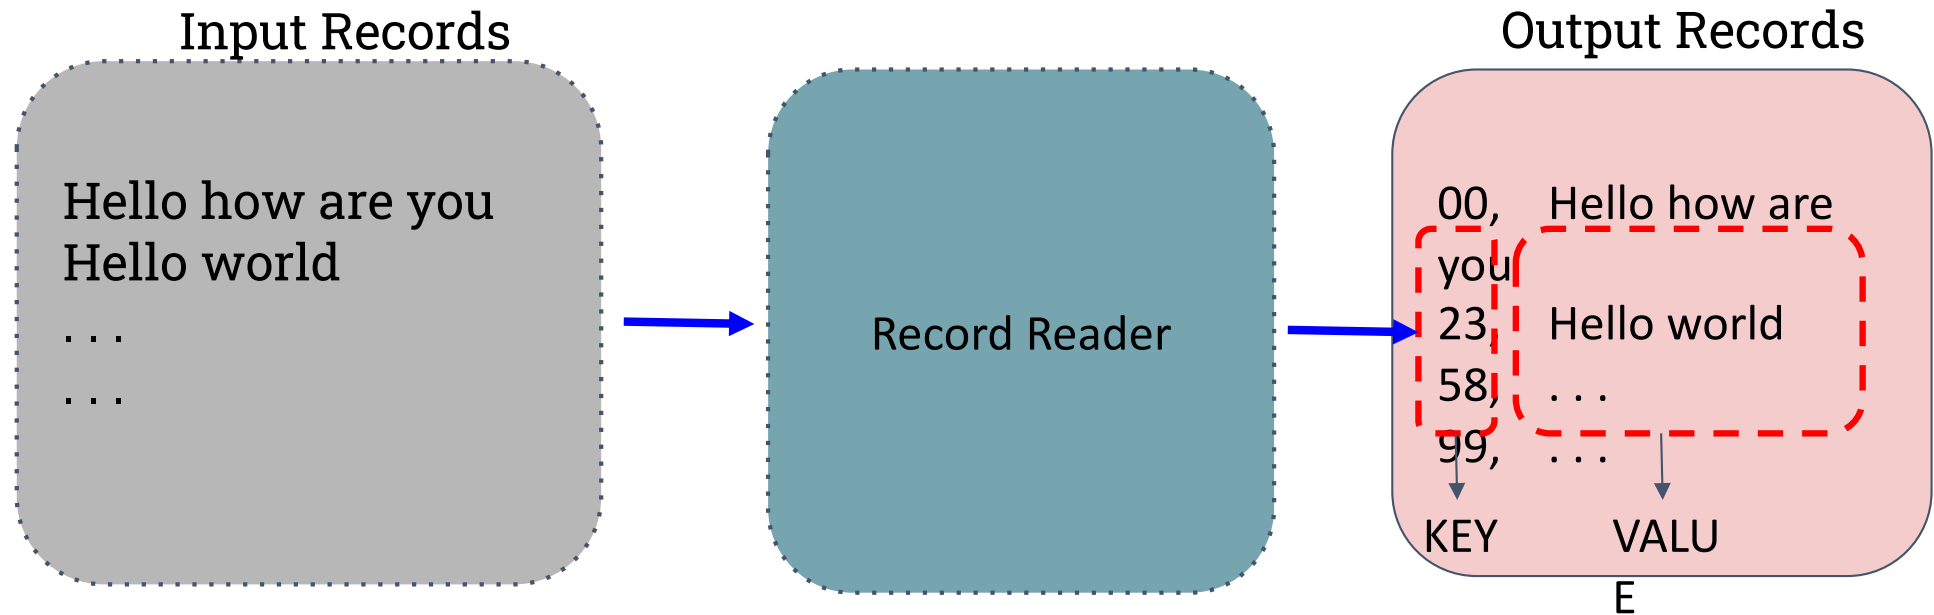 Input Records
Hello how are you
Hello world
. . .
. . .
Record Reader
Output Records
00, Hello how are
you
23, Hello world
58, . . .
99, . . .
KEY
VALU
E